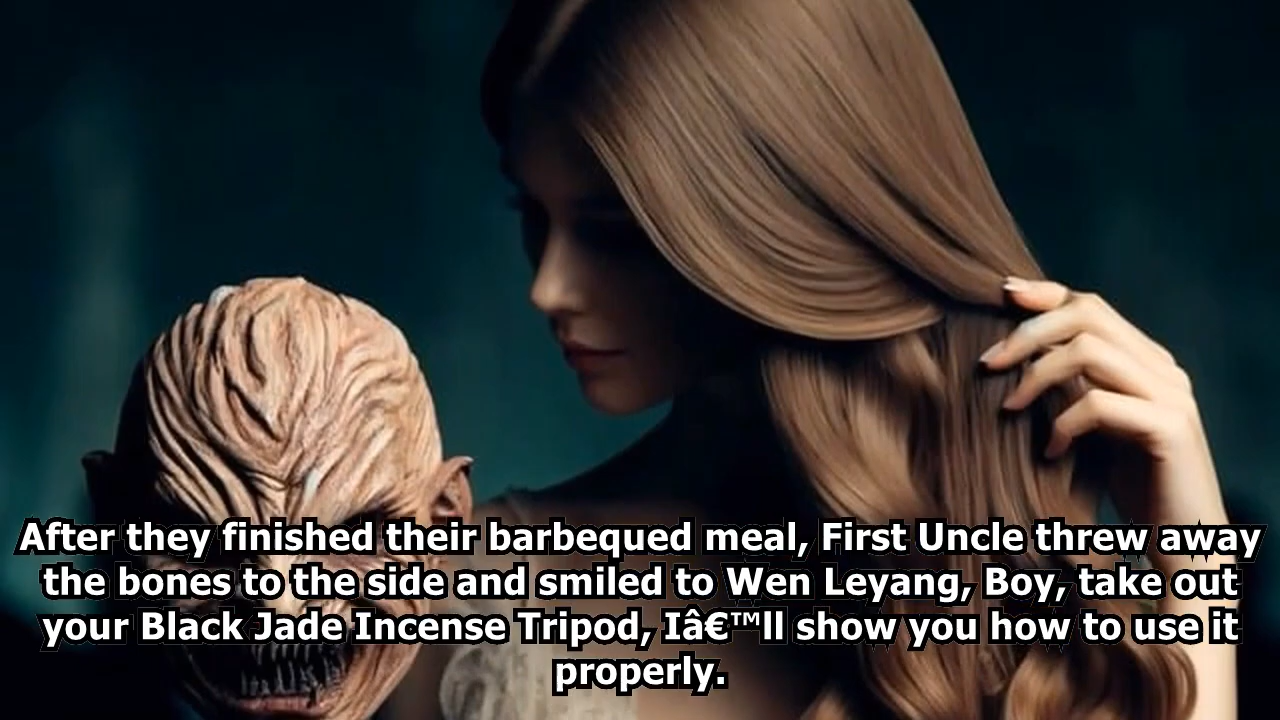 After they finished their barbequed meal, First Uncle threw away
the bones to the side and smiled to Wen Leyang, Boy, take out
your Black Jade Incense Tripod, Iâ€™ll show you how to use it
properly.